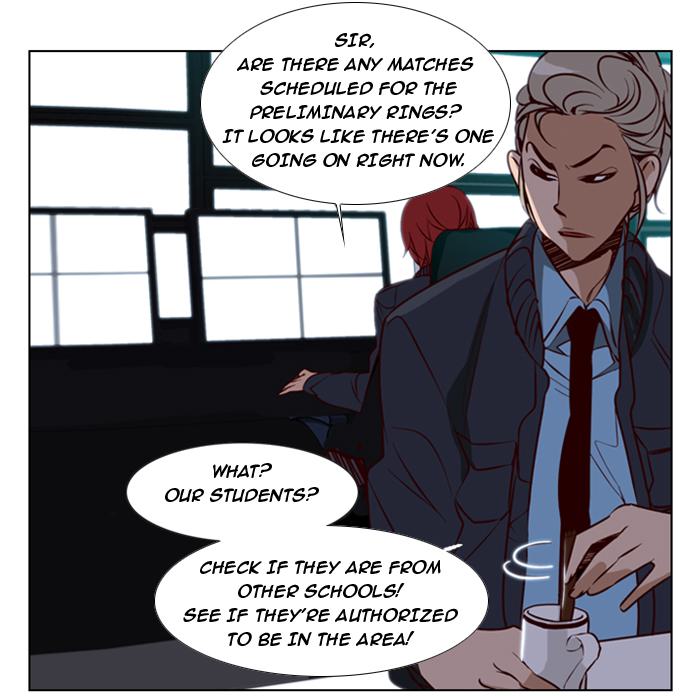 SIR,
ARE THERE ANY MATCHES
SCHEDULED FOR THE
PRELIMINARY RINGS?
IT LOOKS LIKE THERE'S ONE
GOING ON RIGHT NOW.
WHAT?
OUR STUDENTS?
CHECK IF THEY ARE FROM
OTHER SCHOOLS!
SEE IF THEY'RE AUTHORIZED
TO BE IN THE AREA!